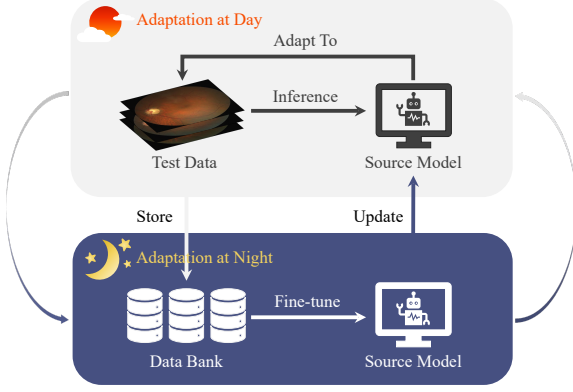 Adaptation at Day
Adapt To
Inference
Test Data
Source Model
Store
Update
Adaptation at Night
Fine-tune
Data Bank
Source Model